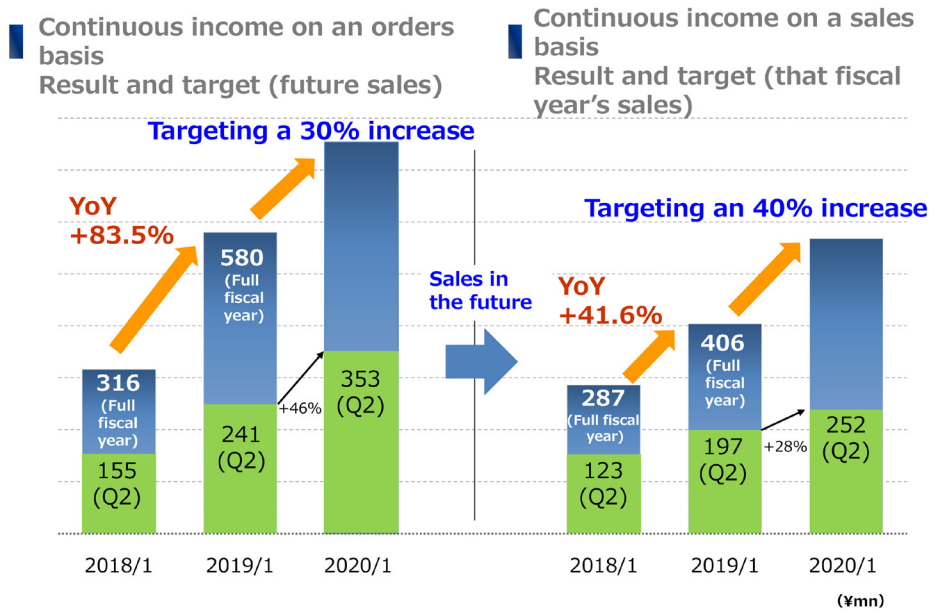 Continuous income on an orders
basis
Result and target (future sales)
Targeting a 30% increase
YoY
+83.5%
580
(Full
fiscal
year)
316
(Full
fiscal
year)
353
(Q2)
+46%
241
(Q2)
155
(Q2)
2018/1
2019/1
2020/1
Sales in
the future
Continuous income on a sales
basis
Result and target (that fiscal
year’s sales)
Targeting an 40% increase
YoY
+41.6%
406
(Full
fiscal
year)
287
(Full fiscal
year)
252
(Q2)
+28%
197
(Q2)
123
(Q2)
2018/1
2019/1
2020/1
(¥mn)